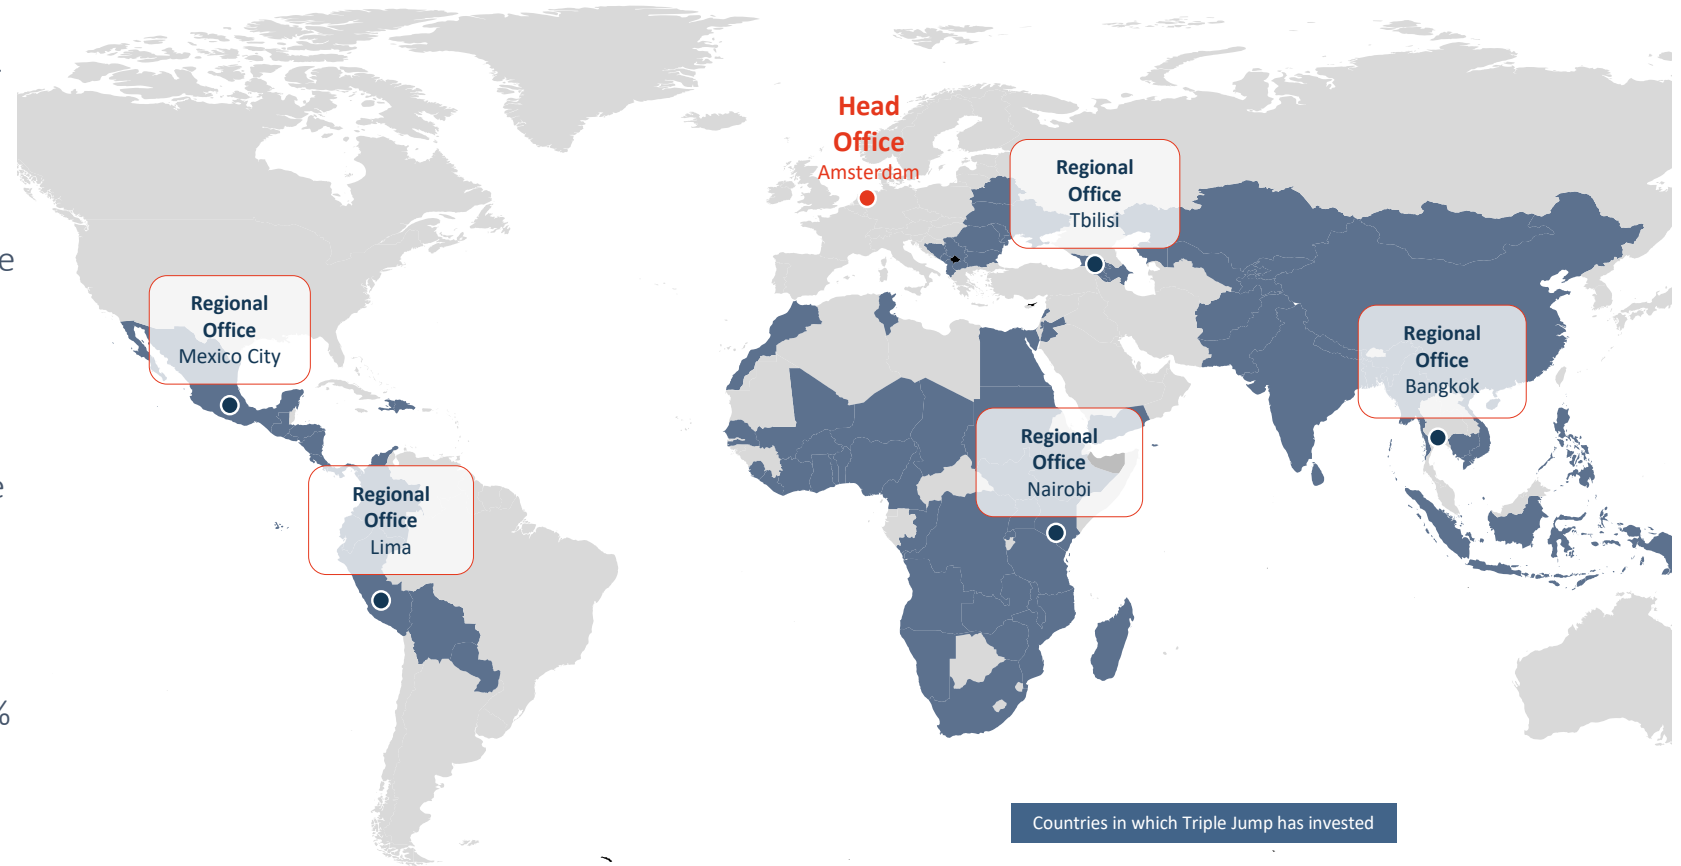 Head
Office
Amsterdam
Regional
Office
Tbilisi
Regional
Office
Mexico City
Regional
Office
Bangkok
Regional
Office
Nairobi
Regional
Office
Lima
e
e
%
Countries in which Triple Jump has invested